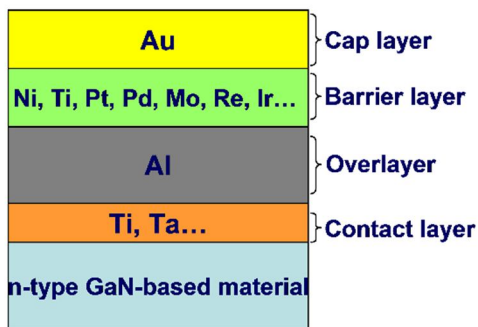 Au
Cap layer
Ni, Ti, Pt, Pd, Mo, Re, Ir...
Barrier layer
Al
Overlayer
Ti, Ta...
Contact layer
n-type GaN-based material